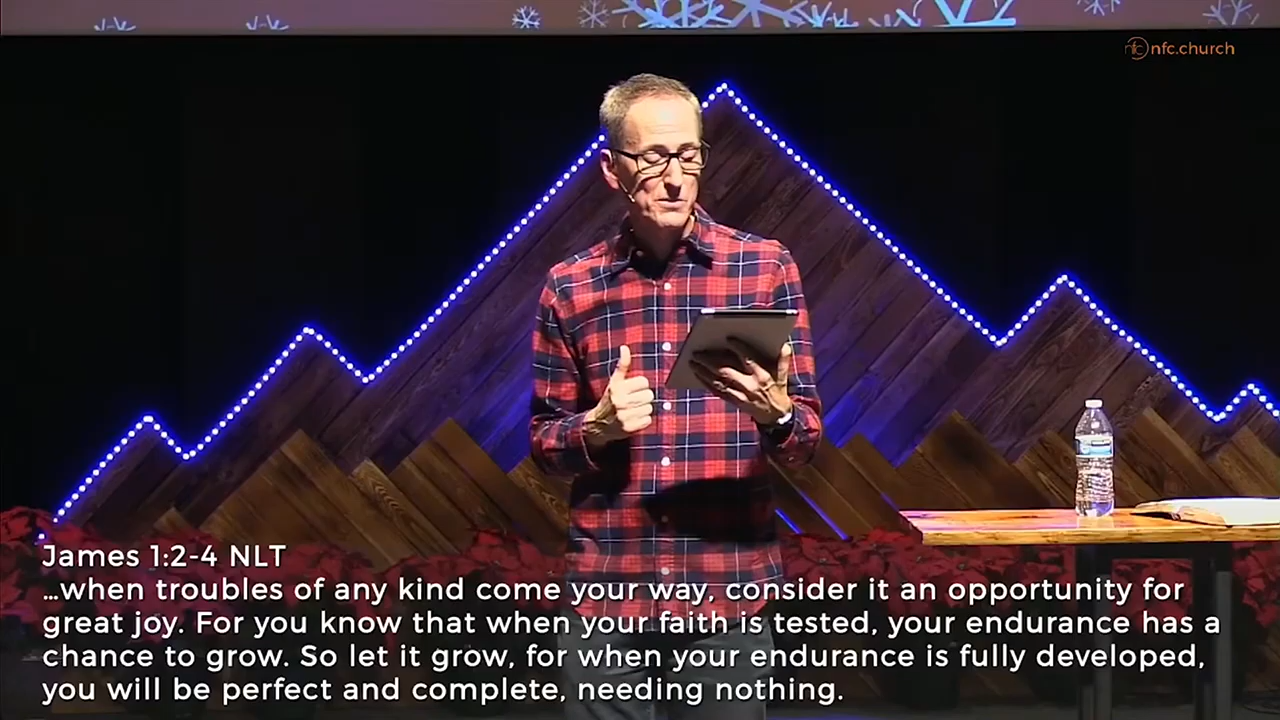 nfc nfc.church
James 1:2-4 NLT
...when troubles of any kind come your way, consider it an opportunity for
great joy. For you know that when your faith is tested, your endurance has a
chance to grow. So let it grow, for when your endurance is fully developed,
you will be perfect and complete, needing nothing.